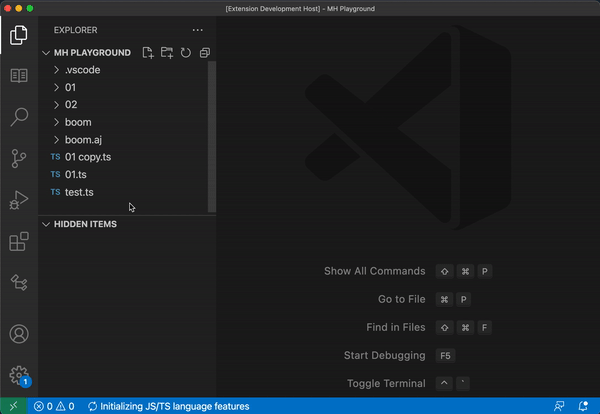 [Extension Development Host] - MH Playground
EXPLORER
MH PLAYGROUND
.vscode
01
02
boom
boom.aj
TS 01 copy.ts
TS 01.ts
TS test.ts
HIDDEN ITEMS
Show All Commands ⇧ ⌘ P
Go to File ⌘ P
Find in Files ⇧ ⌘ F
Start Debugging F5
Toggle Terminal ^ `
1
0 0 Initializing JS/TS language features